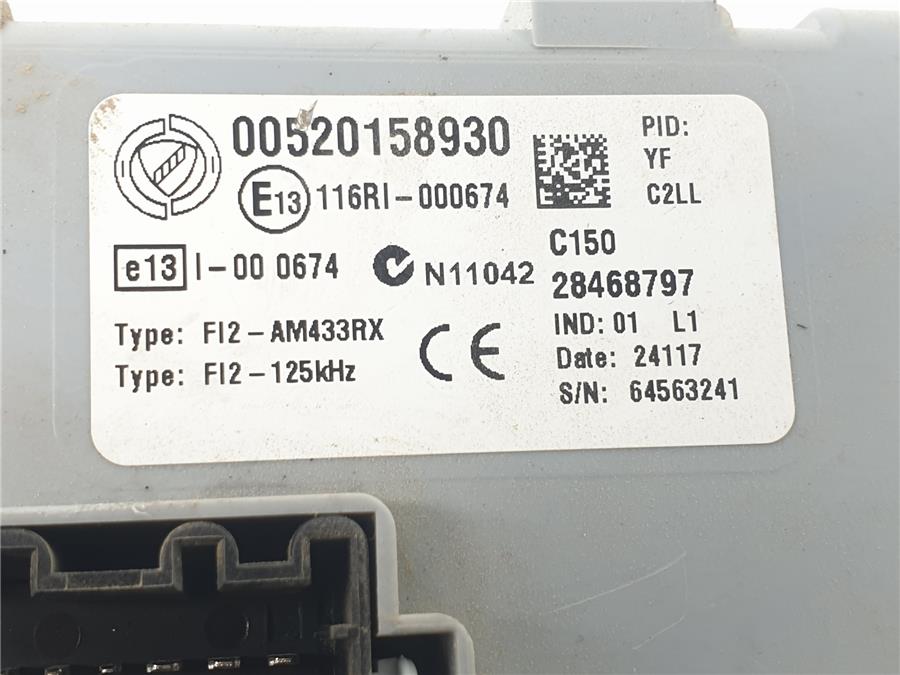 00520158930
E13 116RI-000674
e13 I-00 0674
N11042
Type: FI2-AM433RX
Type: FI2-125kHz
CE
PID:
YF
C2LL
C150
28468797
IND: 01 L1
Date: 24117
S/N: 64563241